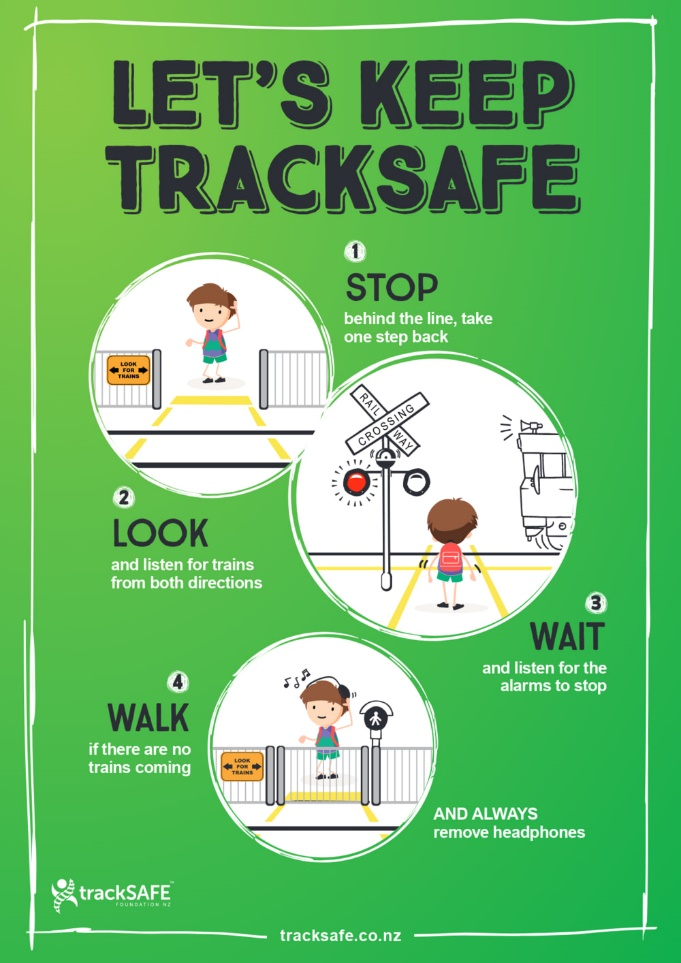 LET'S KEEP
TRACKSAFE
1
STOP
behind the line, take
one step back
LOOK
FOR
TRAINS
RAIL
WAY
CROSSING
2
LOOK
and listen for trains
from both directions
3
WAIT
and listen for the
alarms to stop
4
WALK
if there are no
trains coming
LOOK
FOR
TRAINS
AND ALWAYS
remove headphones
trackSAFE™
FOUNDATION NZ
tracksafe.co.nz